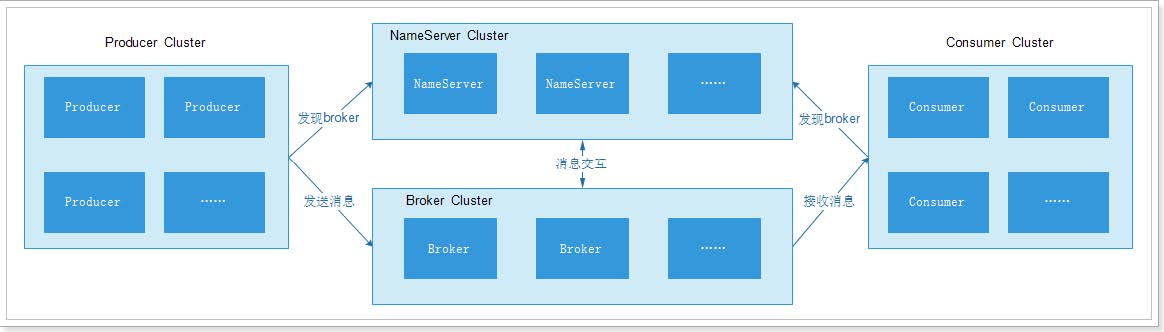 Producer Cluster
Producer
Producer
Producer
……
NameServer Cluster
NameServer
NameServer
……
发现broker
发现broker
消息交互
发送消息
接收消息
Broker Cluster
Broker
Broker
……
Consumer Cluster
Consumer
Consumer
Consumer
……